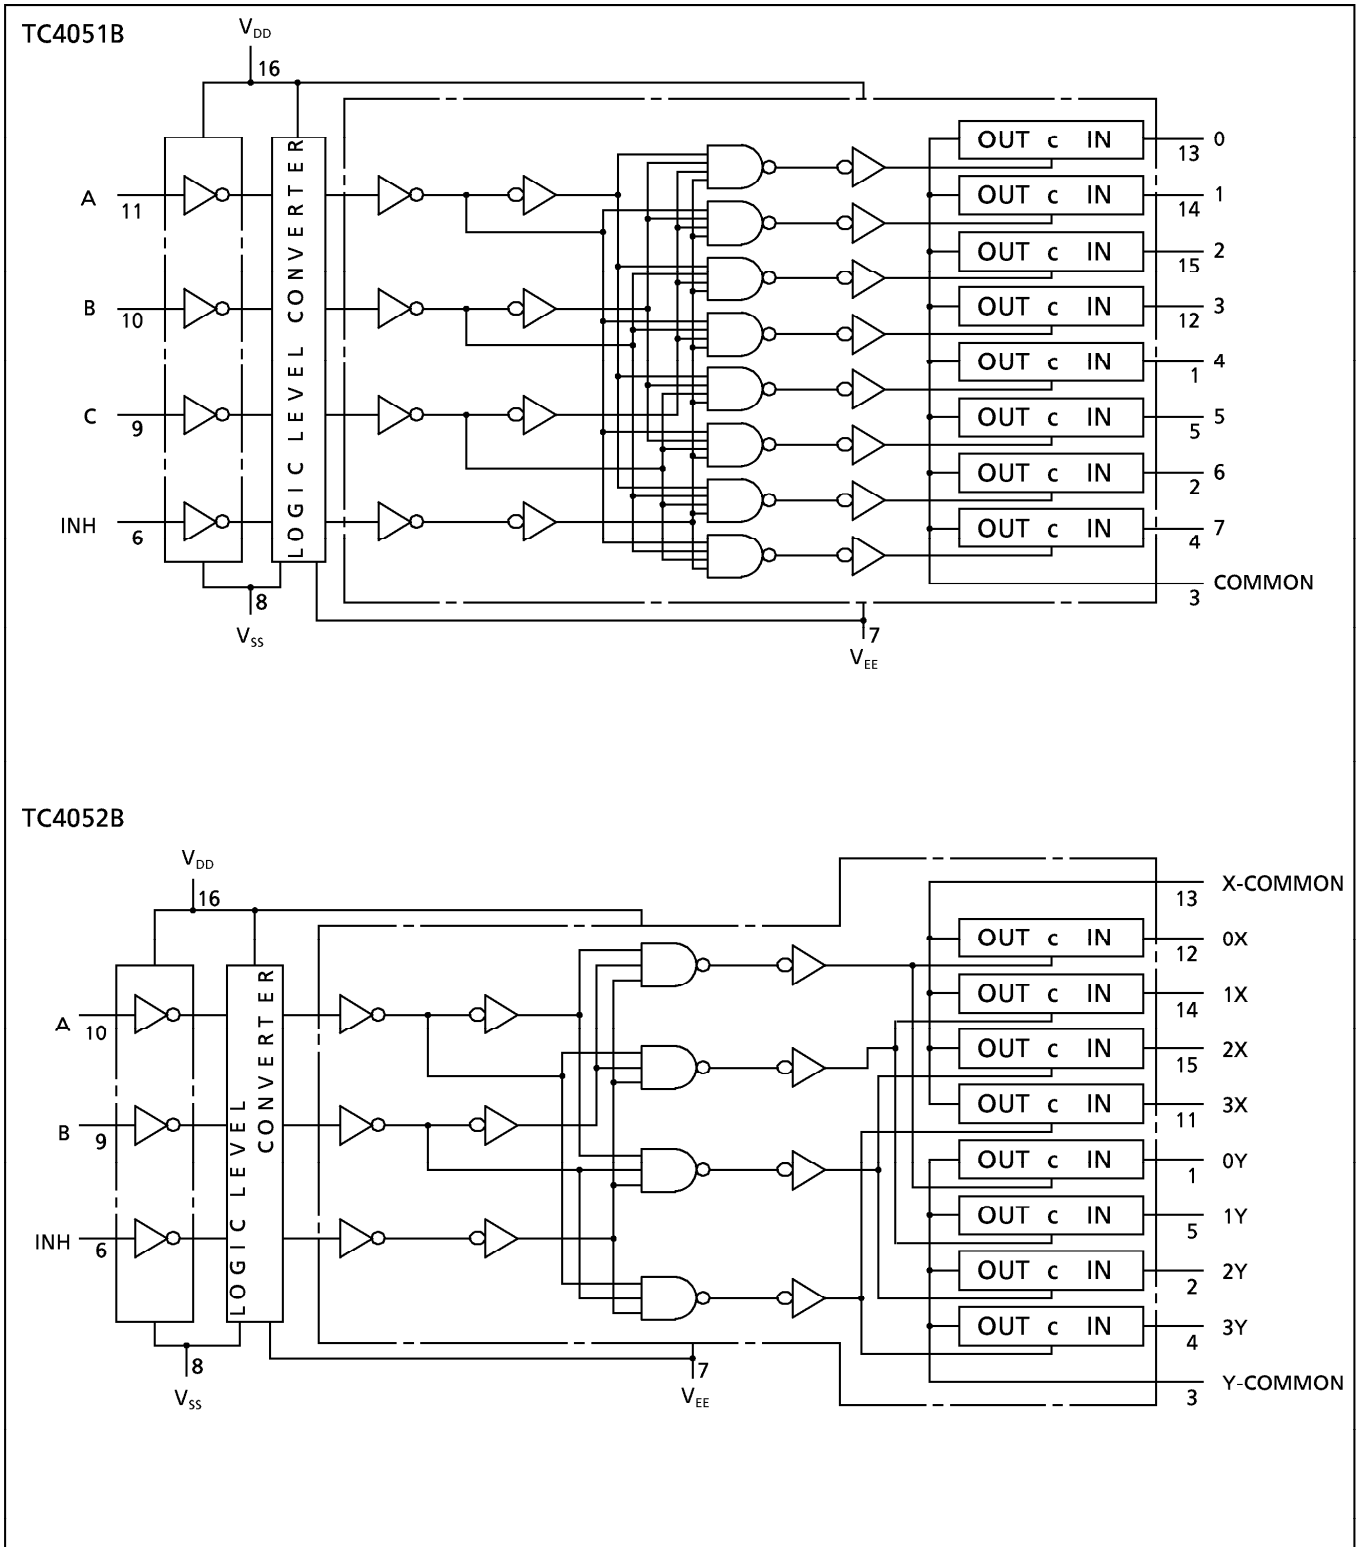 TC4051B
VDD
16
LOGIC LEVEL CONVERTER
A
11
B
10
C
9
INH
6
8
VSS
OUT c IN
13
0
OUT c IN
14
1
OUT c IN
15
2
OUT c IN
12
3
OUT c IN
1
4
OUT c IN
5
5
OUT c IN
2
6
OUT c IN
4
7
COMMON
3
7
VEE
TC4052B
VDD
16
LOGIC LEVEL
CONVERTER
A
10
B
9
INH
6
8
VSS
X-COMMON
13
OUT c IN
12
0X
OUT c IN
14
1X
OUT c IN
15
2X
OUT c IN
11
3X
OUT c IN
1
0Y
OUT c IN
5
1Y
OUT c IN
2
2Y
OUT c IN
4
3Y
Y-COMMON
3
7
VEE